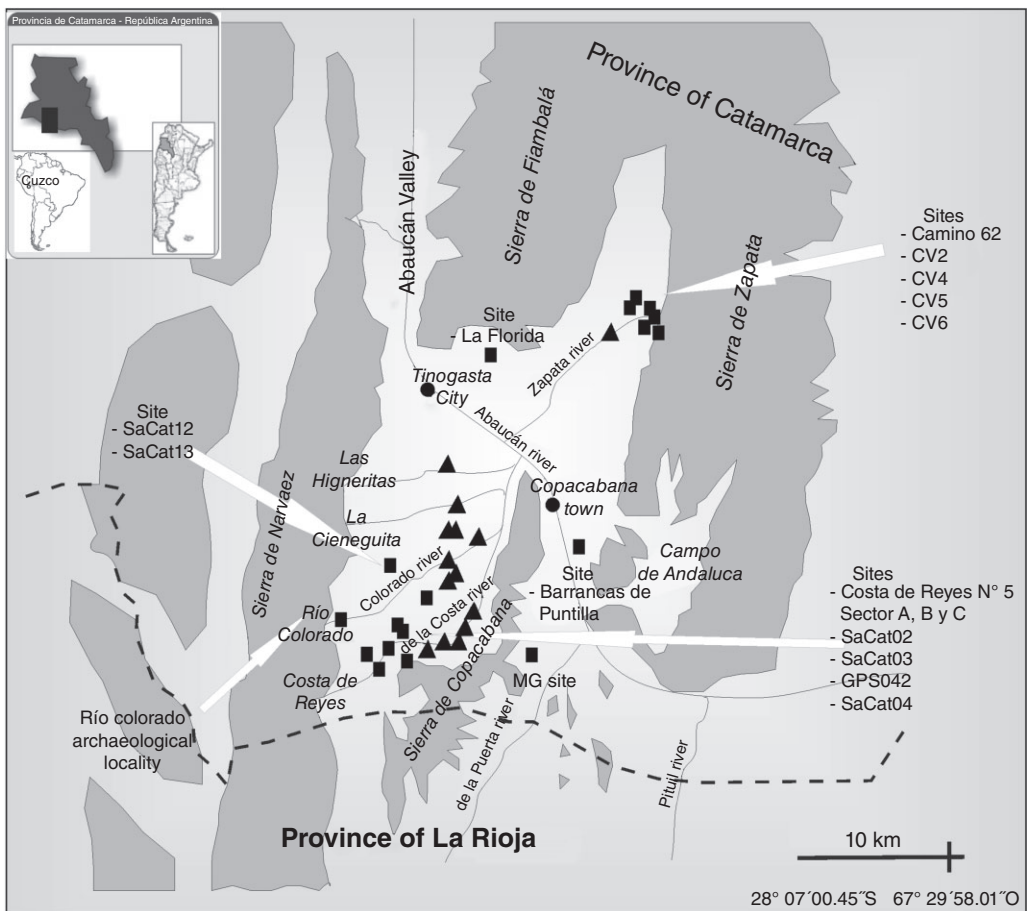 Provincia de Catamarca - República Argentina
Cuzco
Province of Catamarca
Sierra de Fiambalá
Abaucán Valley
Sierra de Zapata
Sites
- Camino 62
- CV2
- CV4
- CV5
- CV6
Site
- La Florida
Zapata river
Tinogasta
City
Abaucán river
Site
- SaCat12
- SaCat13
Las
Higneritas
Copacabana
town
La
Cieneguita
Sierra de Narvaez
Colorado river
Campo
de Andaluca
Site
- Barrancas de
Puntilla
Sites
- Costa de Reyes N° 5
Sector A, B y C
- SaCat02
- SaCat03
- GPS042
- SaCat04
Río
Colorado
de la Costa river
Costa de
Reyes
Sierra de Copacabana
MG site
Río colorado
archaeological
locality
de la Puerta river
Pituil river
Province of La Rioja
10 km
28° 07´00.45˝S 67° 29´58.01˝O